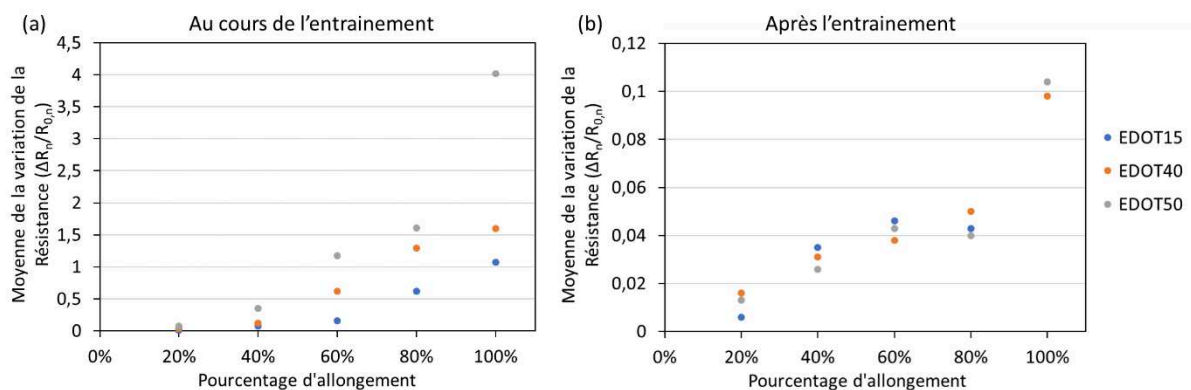 (a) Au cours de l’entrainement
Moyenne de la variation de la
Résistance (ΔRn/R0,n)
4,5
4
3,5
3
2,5
2
1,5
1
0,5
0
0% 20% 40% 60% 80% 100%
Pourcentage d'allongement
(b) Après l’entrainement
Moyenne de la variation de la
Résistance (ΔRn/R0,n)
0,12
0,1
0,08
0,06
0,04
0,02
0
0% 20% 40% 60% 80% 100%
Pourcentage d'allongement
EDOT15
EDOT40
EDOT50